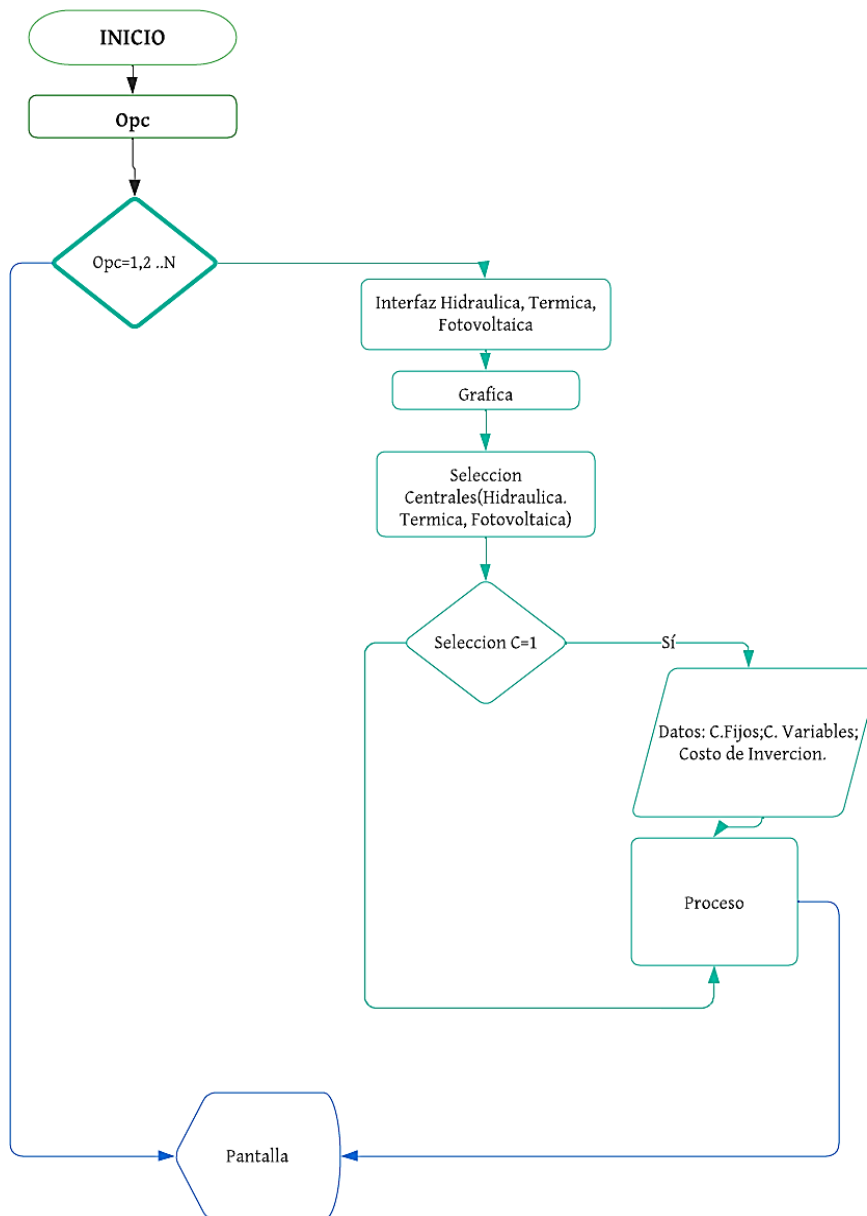 INICIO
Opc
Opc=1,2 ..N
Interfaz Hidraulica, Termica,
Fotovoltaica
Grafica
Seleccion
Centrales(Hidraulica.
Termica, Fotovoltaica)
Seleccion C=1
Sí
Datos: C.Fijos;C. Variables;
Costo de Invercion.
Proceso
Pantalla